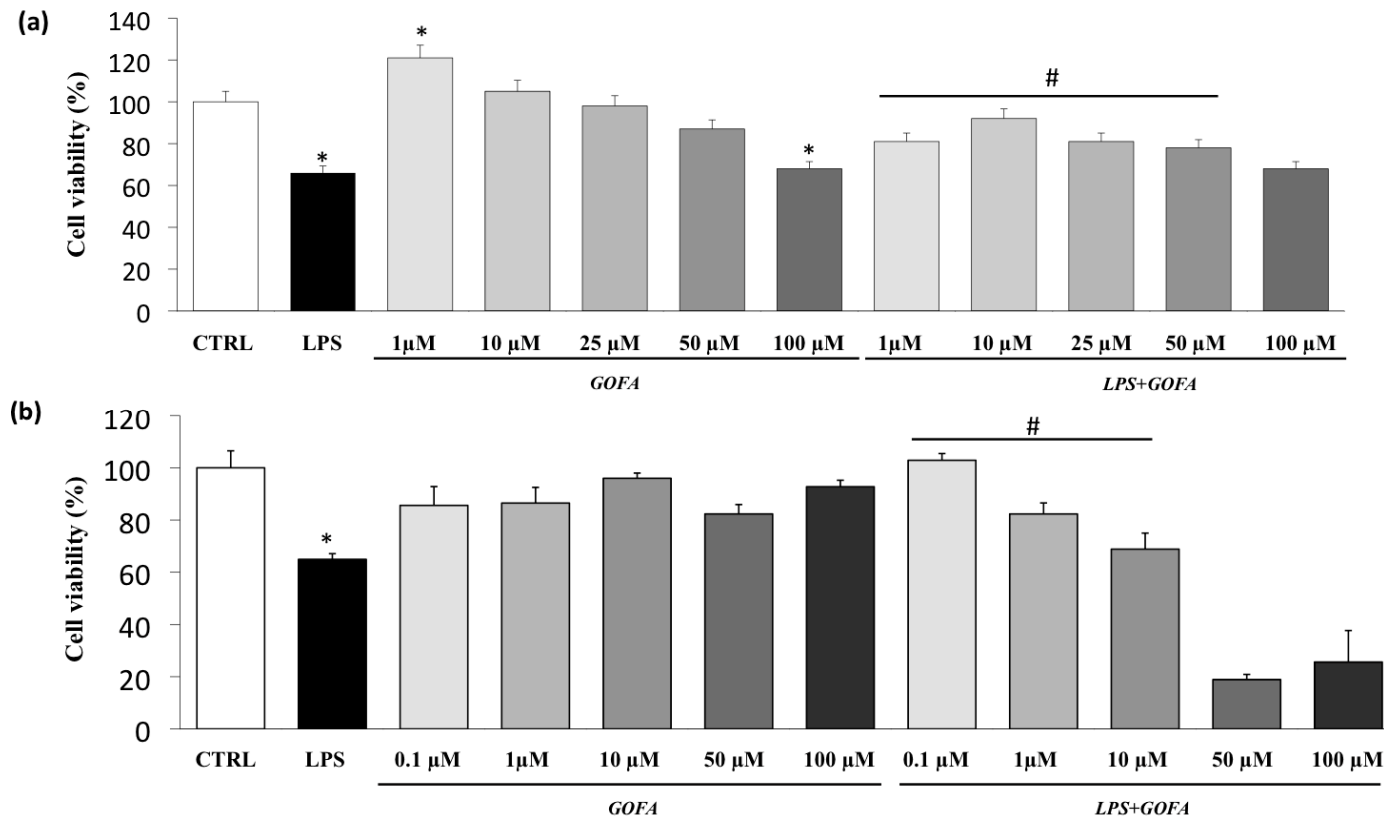 (a)
Cell viability (%)
140
120
100
80
60
40
20
0
*
*
*
#
CTRL LPS 1µM 10 µM 25 µM 50 µM 100 µM 1µM 10 µM 25 µM 50 µM 100 µM
GOFA LPS+GOFA
(b)
Cell viability (%)
120
100
80
60
40
20
0
*
#
CTRL LPS 0.1 µM 1µM 10 µM 50 µM 100 µM 0.1 µM 1µM 10 µM 50 µM 100 µM
GOFA LPS+GOFA